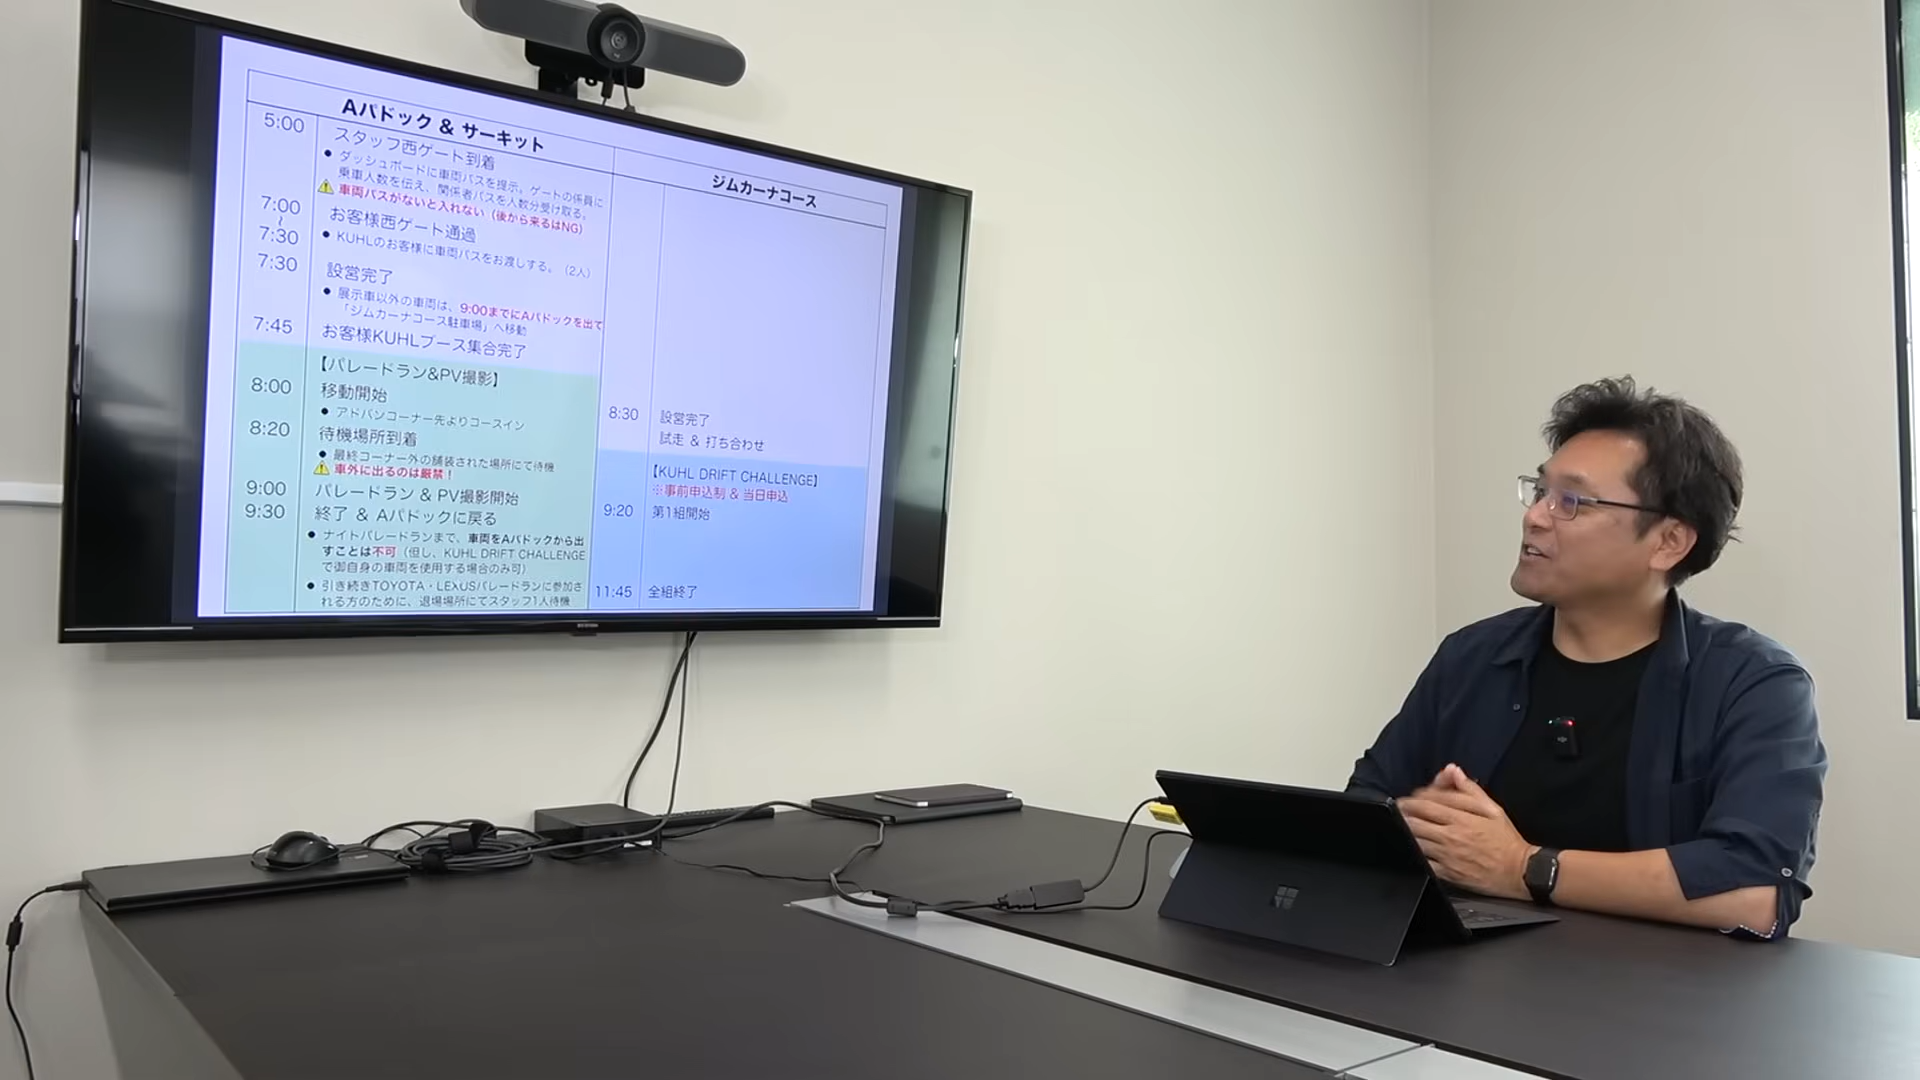 Aパドック & サーキット
5:00
スタッフ西ゲート到着
● ダッシュボードに車両パスを提示。ゲートの係員に
乗車人数を伝え、関係者パスを人数分受け取る。
車両パスがないと入れない（後から来るはNG）
7:00
〜
7:30
お客様西ゲート通過
● KUHLのお客様に車両パスをお渡しする。（2人）
7:30
設営完了
● 展示車以外の車両は、9:00までにAパドックを出て
「ジムカーナコース駐車場」へ移動
7:45
お客様KUHLブース集合完了
【パレードラン&PV撮影】
8:00
移動開始
● アドバンコーナー先よりコースイン
8:20
待機場所到着
● 最終コーナー外の舗装された場所にて待機
車外に出るのは厳禁！
9:00
パレードラン & PV撮影開始
9:30
終了 & Aパドックに戻る
● ナイトパレードランまで、車両をAパドックから出
すことは不可（但し、KUHL DRIFT CHALLENGE
で御自身の車両を使用する場合のみ可）
● 引き続きTOYOTA・LEXUSパレードランに参加さ
れる方のために、退場場所にてスタッフ1人待機
ジムカーナコース
8:30
設営完了
試走 & 打ち合わせ
【KUHL DRIFT CHALLENGE】
※事前申込制 & 当日申込
9:20
第1組開始
11:45
全組終了